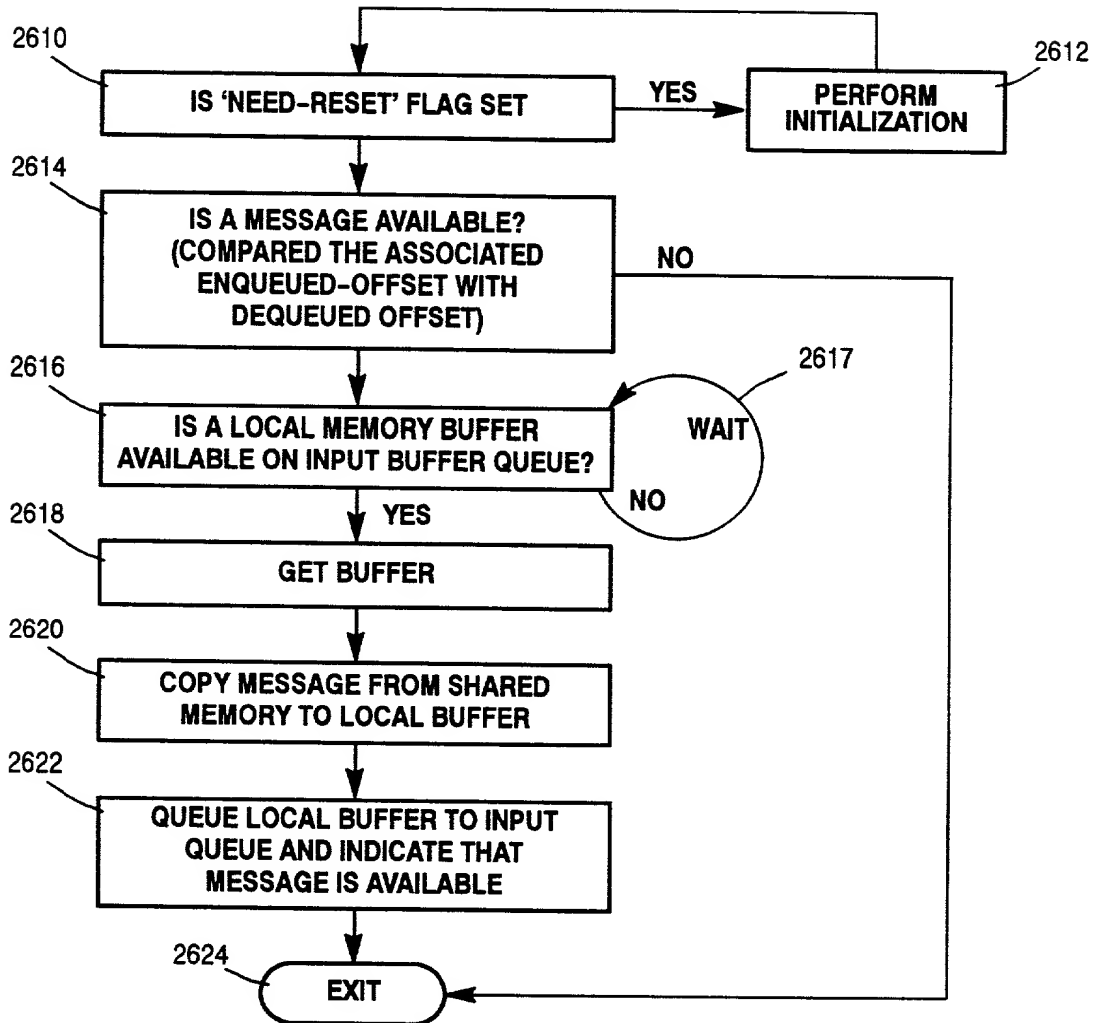 2610
IS ‘NEED–RESET’ FLAG SET
YES
2612
PERFORM
INITIALIZATION
2614
IS A MESSAGE AVAILABLE?
(COMPARED THE ASSOCIATED
ENQUEUED–OFFSET WITH
DEQUEUED OFFSET)
NO
2616
IS A LOCAL MEMORY BUFFER
AVAILABLE ON INPUT BUFFER QUEUE?
2617
WAIT
NO
YES
2618
GET BUFFER
2620
COPY MESSAGE FROM SHARED
MEMORY TO LOCAL BUFFER
2622
QUEUE LOCAL BUFFER TO INPUT
QUEUE AND INDICATE THAT
MESSAGE IS AVAILABLE
2624
EXIT